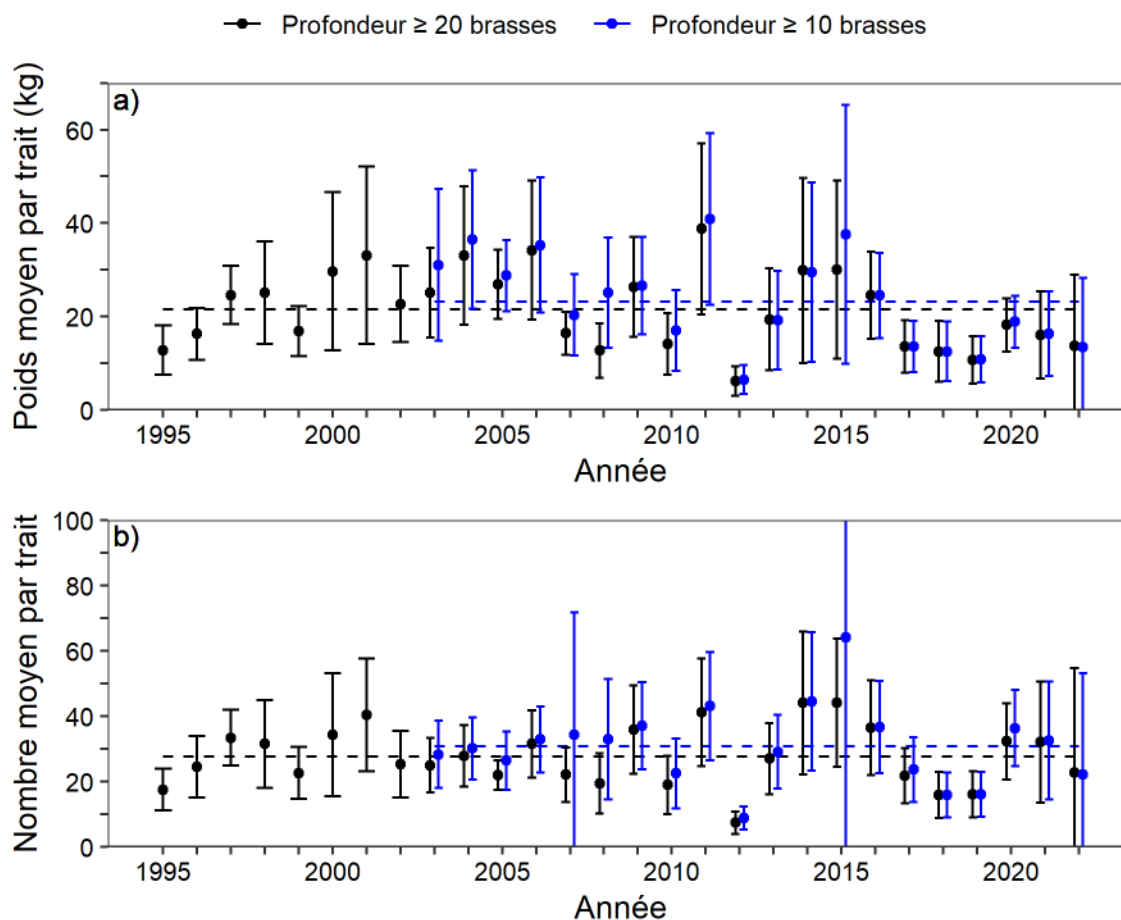 Profondeur ≥ 20 brasses
Profondeur ≥ 10 brasses
a)
Poids moyen par trait (kg)
60
40
20
0
1995
2000
2005
2010
2015
2020
Année
b)
Nombre moyen par trait
100
80
60
40
20
0
1995
2000
2005
2010
2015
2020
Année